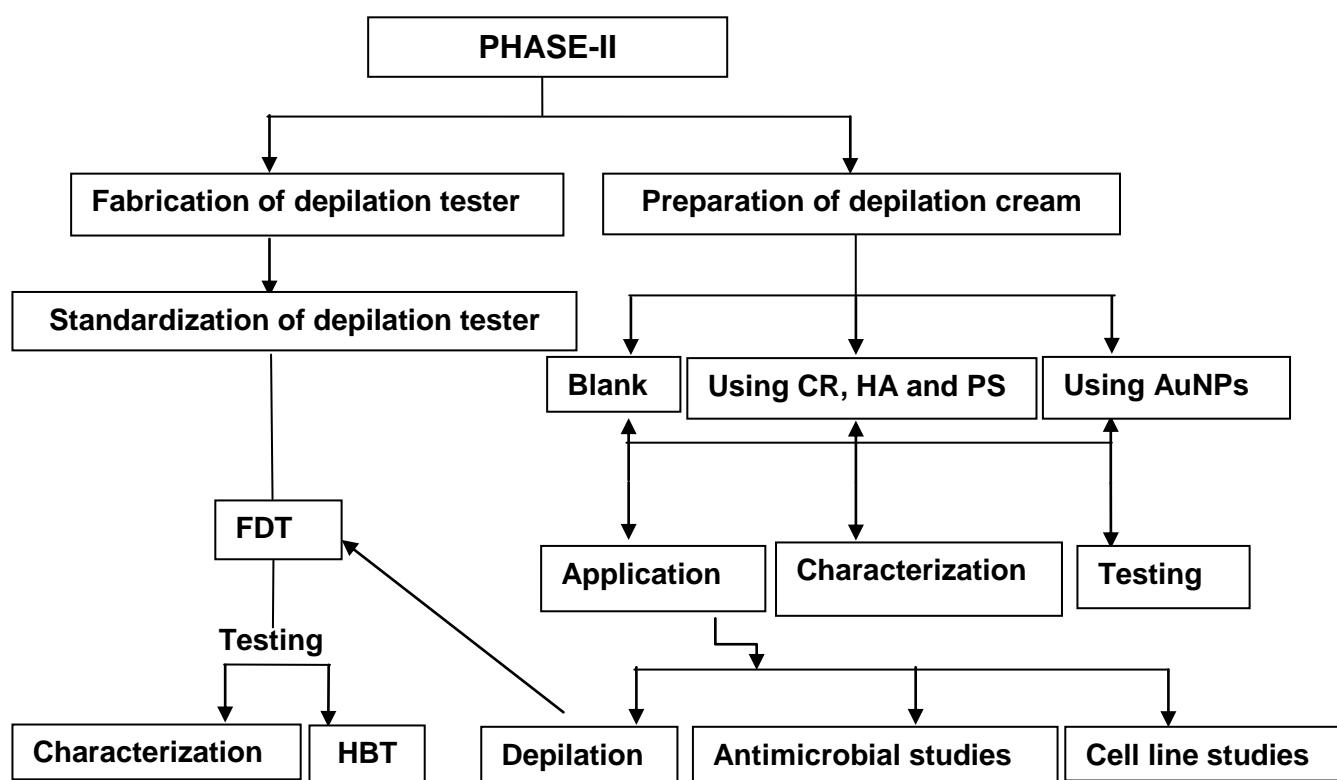 PHASE-II
Fabrication of depilation tester
Preparation of depilation cream
Standardization of depilation tester
Blank
Using CR, HA and PS
Using AuNPs
FDT
Application
Characterization
Testing
Testing
Characterization
HBT
Depilation
Antimicrobial studies
Cell line studies